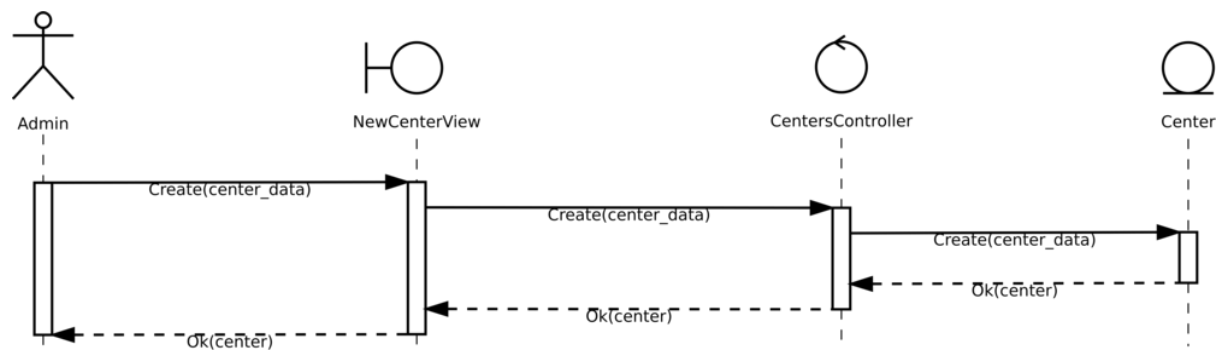 Admin
NewCenterView
CentersController
Center
Create(center_data)
Create(center_data)
Create(center_data)
Ok(center)
Ok(center)
Ok(center)